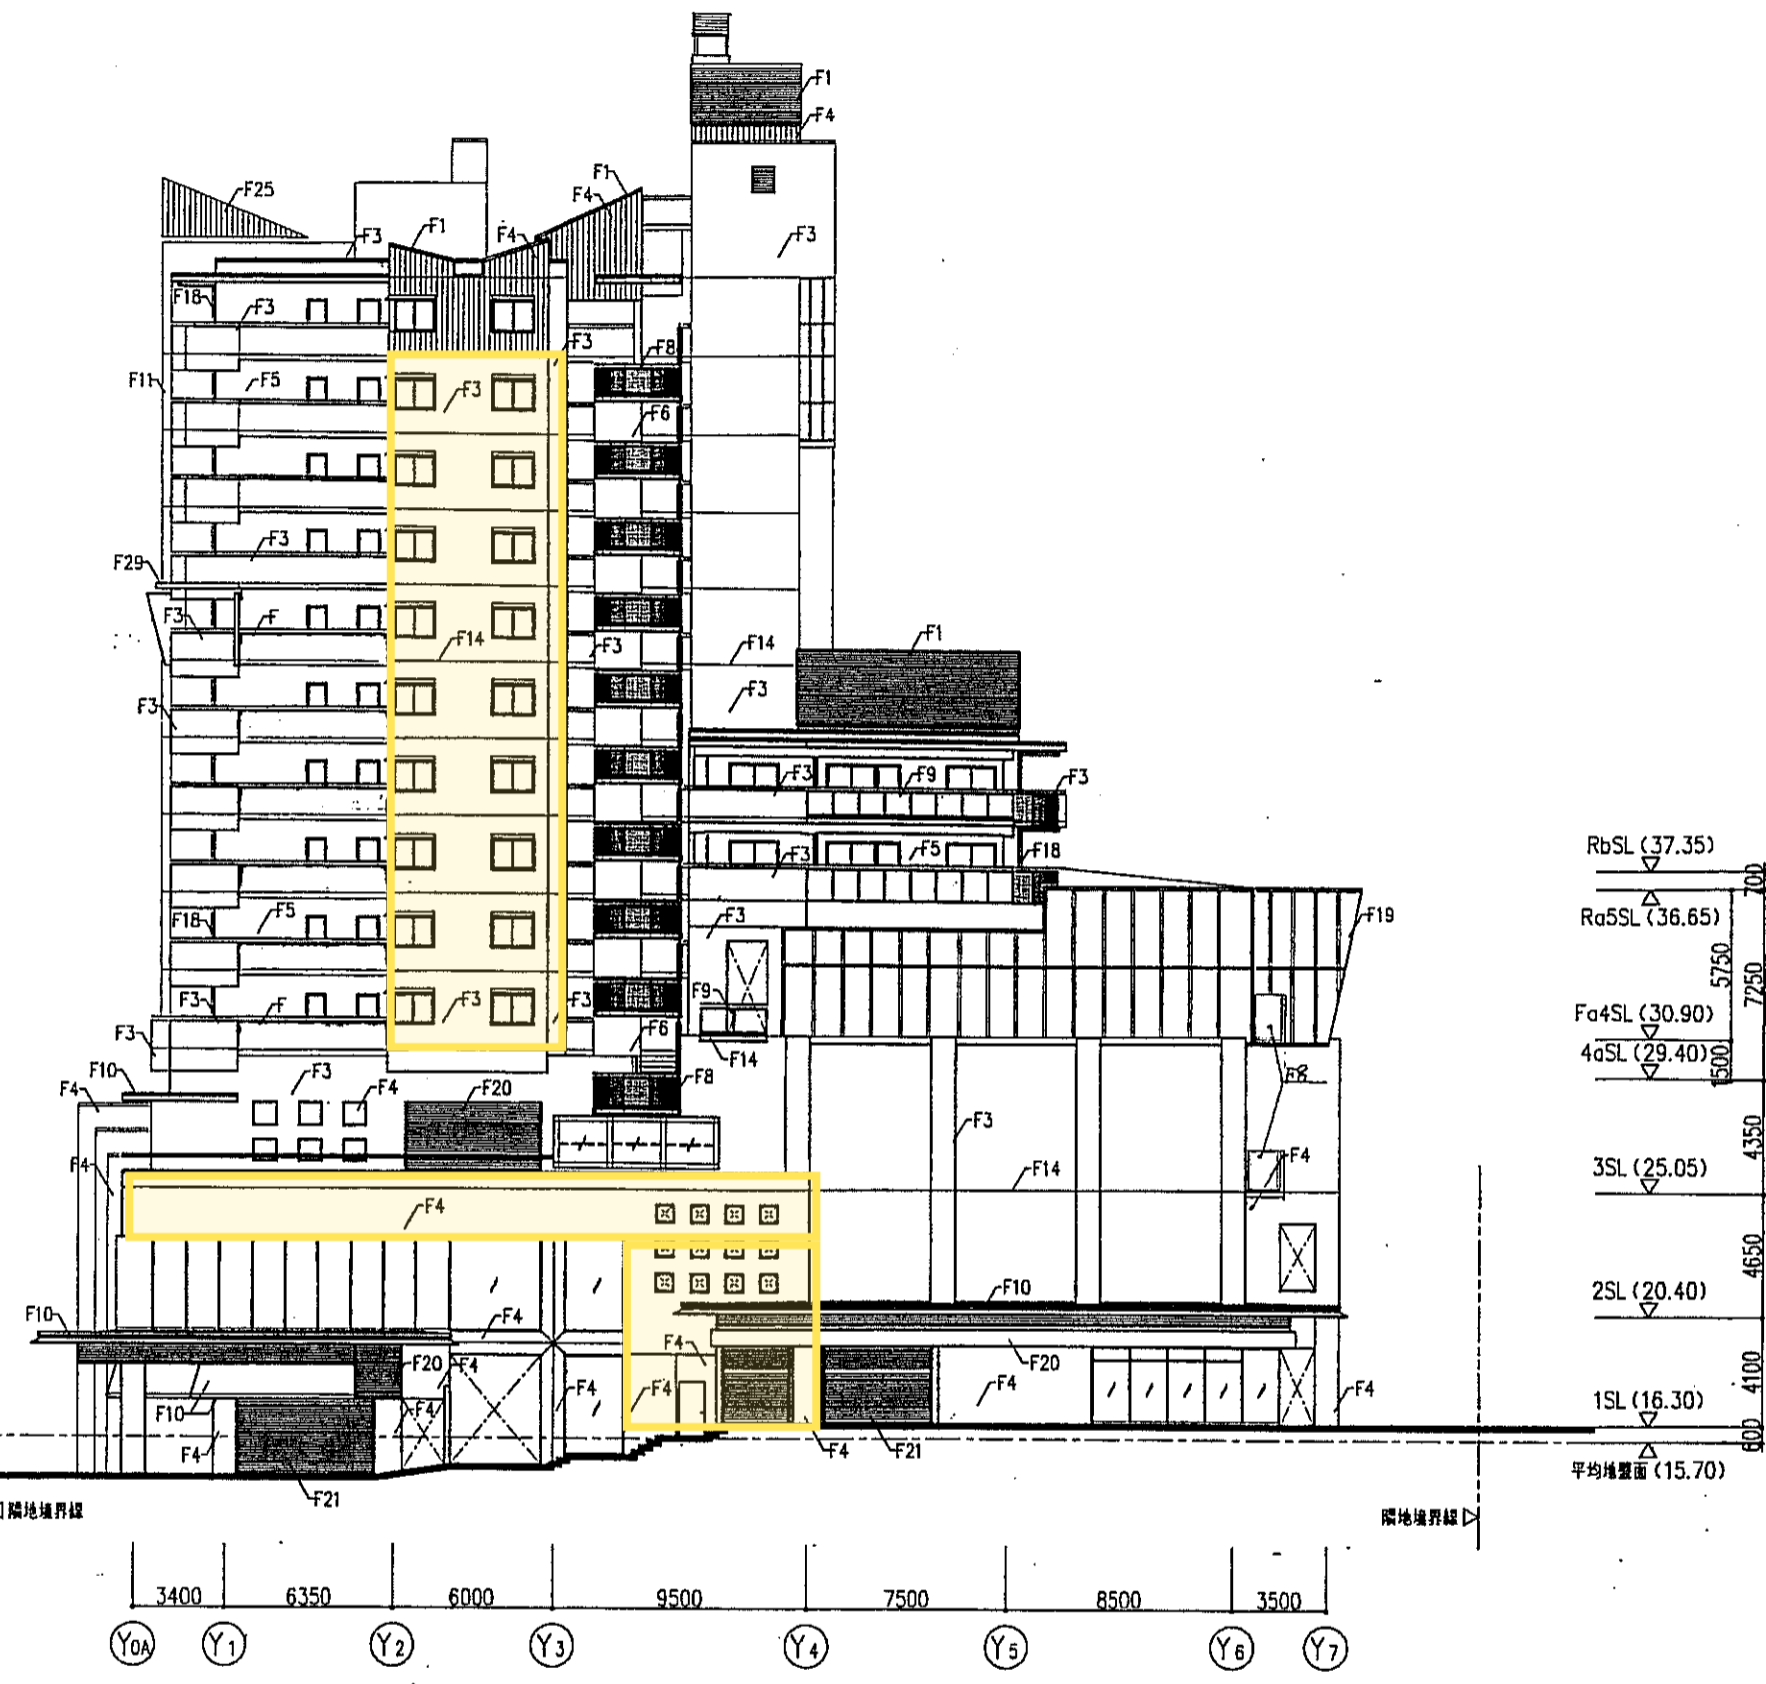 F1
F4
F1
F4
F25
F3
F1
F4
F3
F18
F3
F3
F8
F11
F5
F3
F6
F3
F29
F3
F
F14
F3
F14
F1
F3
F3
F3
F9
F3
F3
F5
F18
F18
F5
F3
F19
F9
F3
F
F3
F3
F3
F6
F14
F10
F3
F4
F20
F8
F8
F4
F3
F4
F14
F4
F4
F10
F10
F4
F4
F20
F4
F20
F10
F4
F4
F4
F4
F4
F4
F4
F21
F21
RbSL (37.35)
700
Ra5SL (36.65)
5750
7250
Fa4SL (30.90)
1500
4aSL (29.40)
4350
3SL (25.05)
4650
2SL (20.40)
4100
1SL (16.30)
600
平均地盤面 (15.70)
隣地境界線
隣地境界線
3400 6350 6000 9500 7500 8500 3500
Y0A Y1 Y2 Y3 Y4 Y5 Y6 Y7